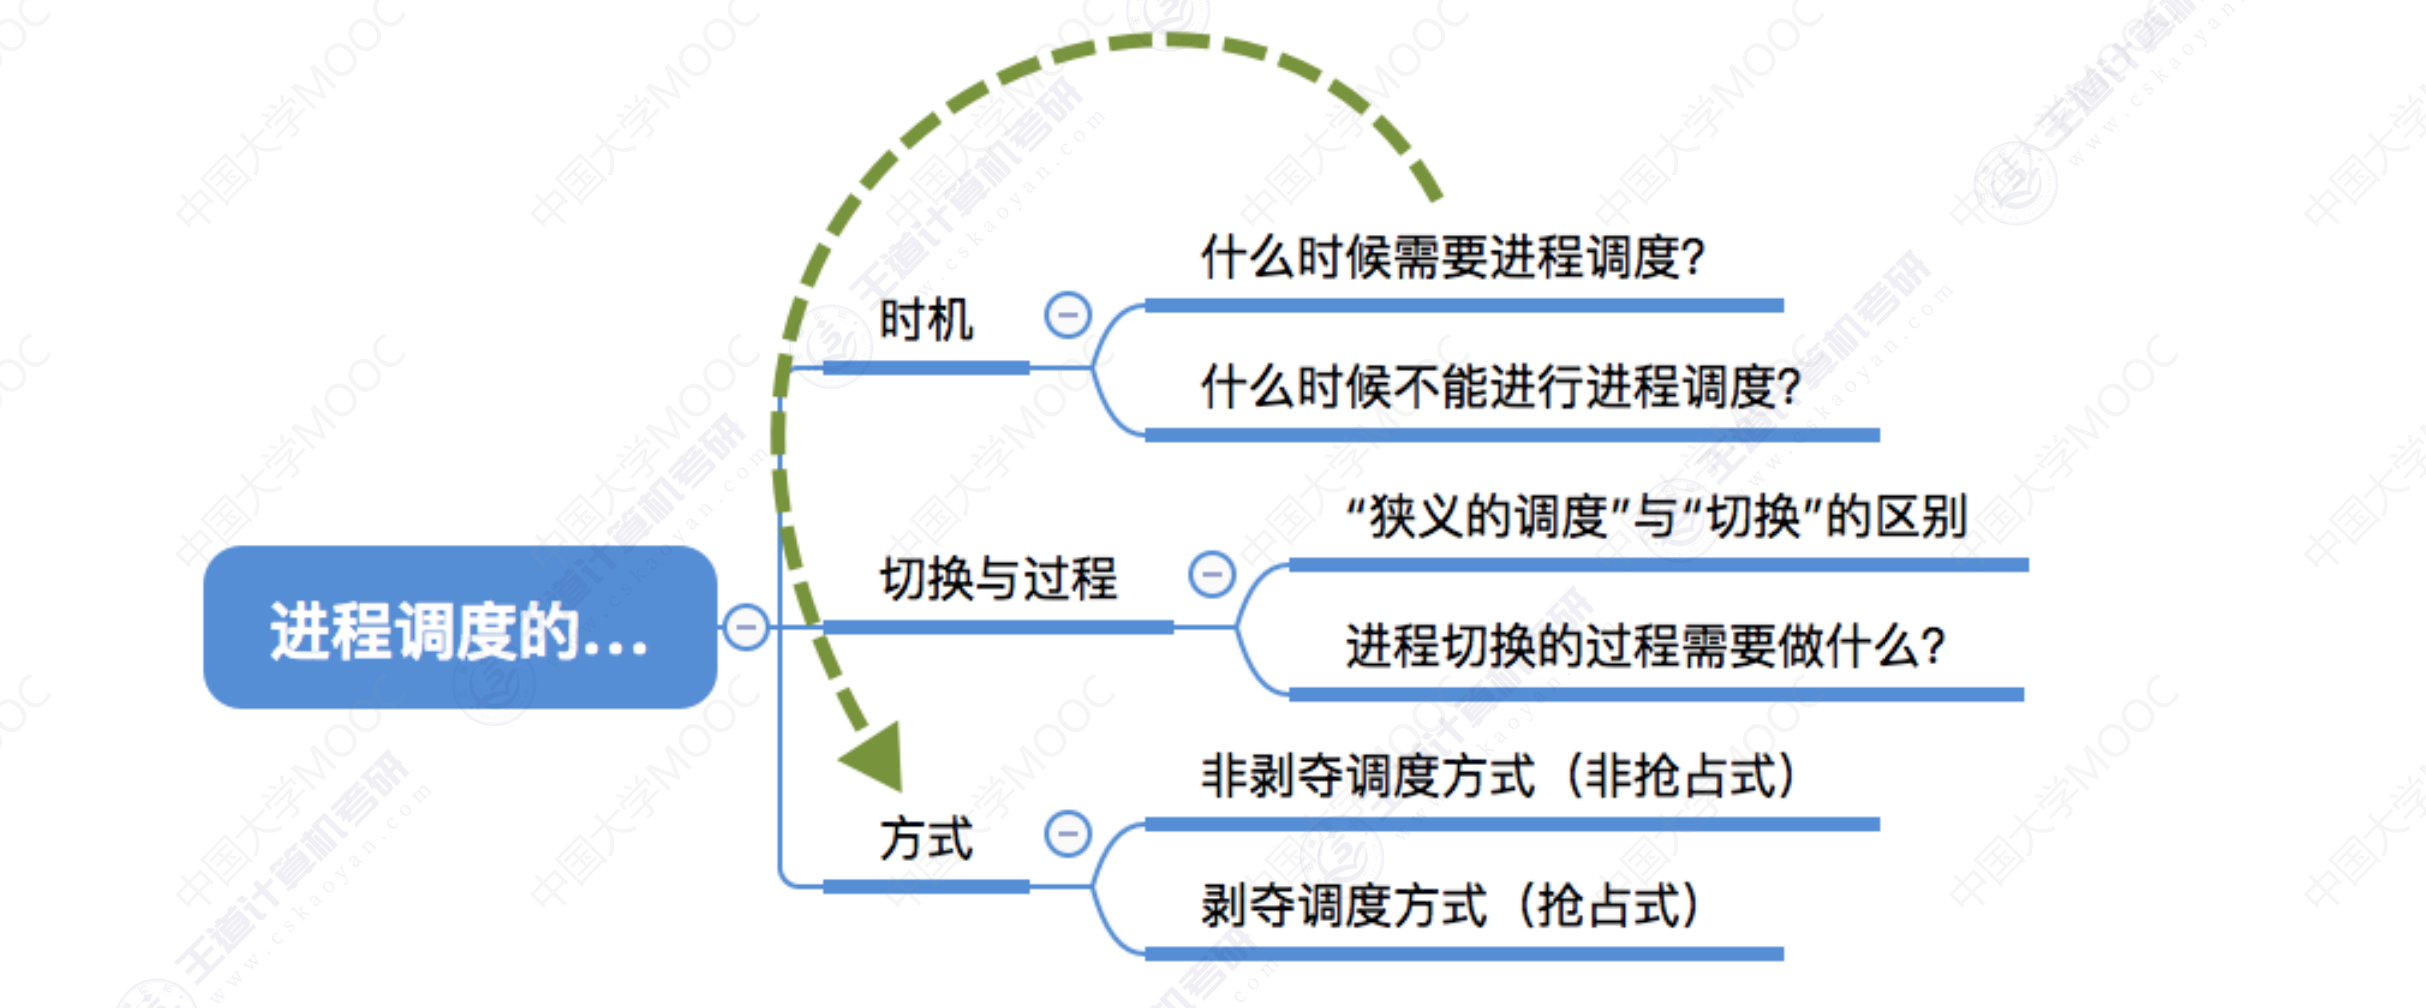 什么时候需要进程调度？
时机
什么时候不能进行进程调度？
“狭义的调度”与“切换”的区别
切换与过程
进程调度的...
进程切换的过程需要做什么？
非剥夺调度方式（非抢占式）
方式
剥夺调度方式（抢占式）
中国大学MOOC
王道计算机考研
www.cskaoyan.com